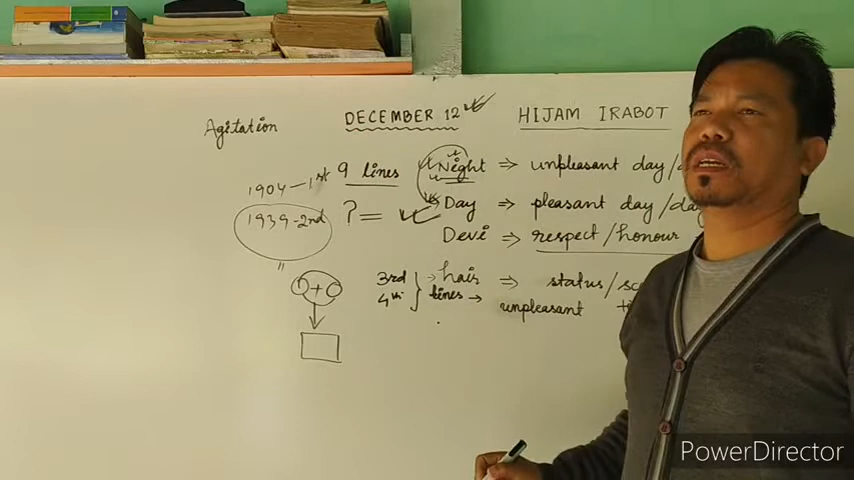 DECEMBER 12 HIJAM IRABOT
Agitation
1904 - 1st 9 lines Night ⇒ unpleasant day/
1939-2nd ? = Day ⇒ pleasant day/
Devi ⇒ respect/honour
n + c 3rd hair ⇒ status/
4th lines → unpleasant
PowerDirector